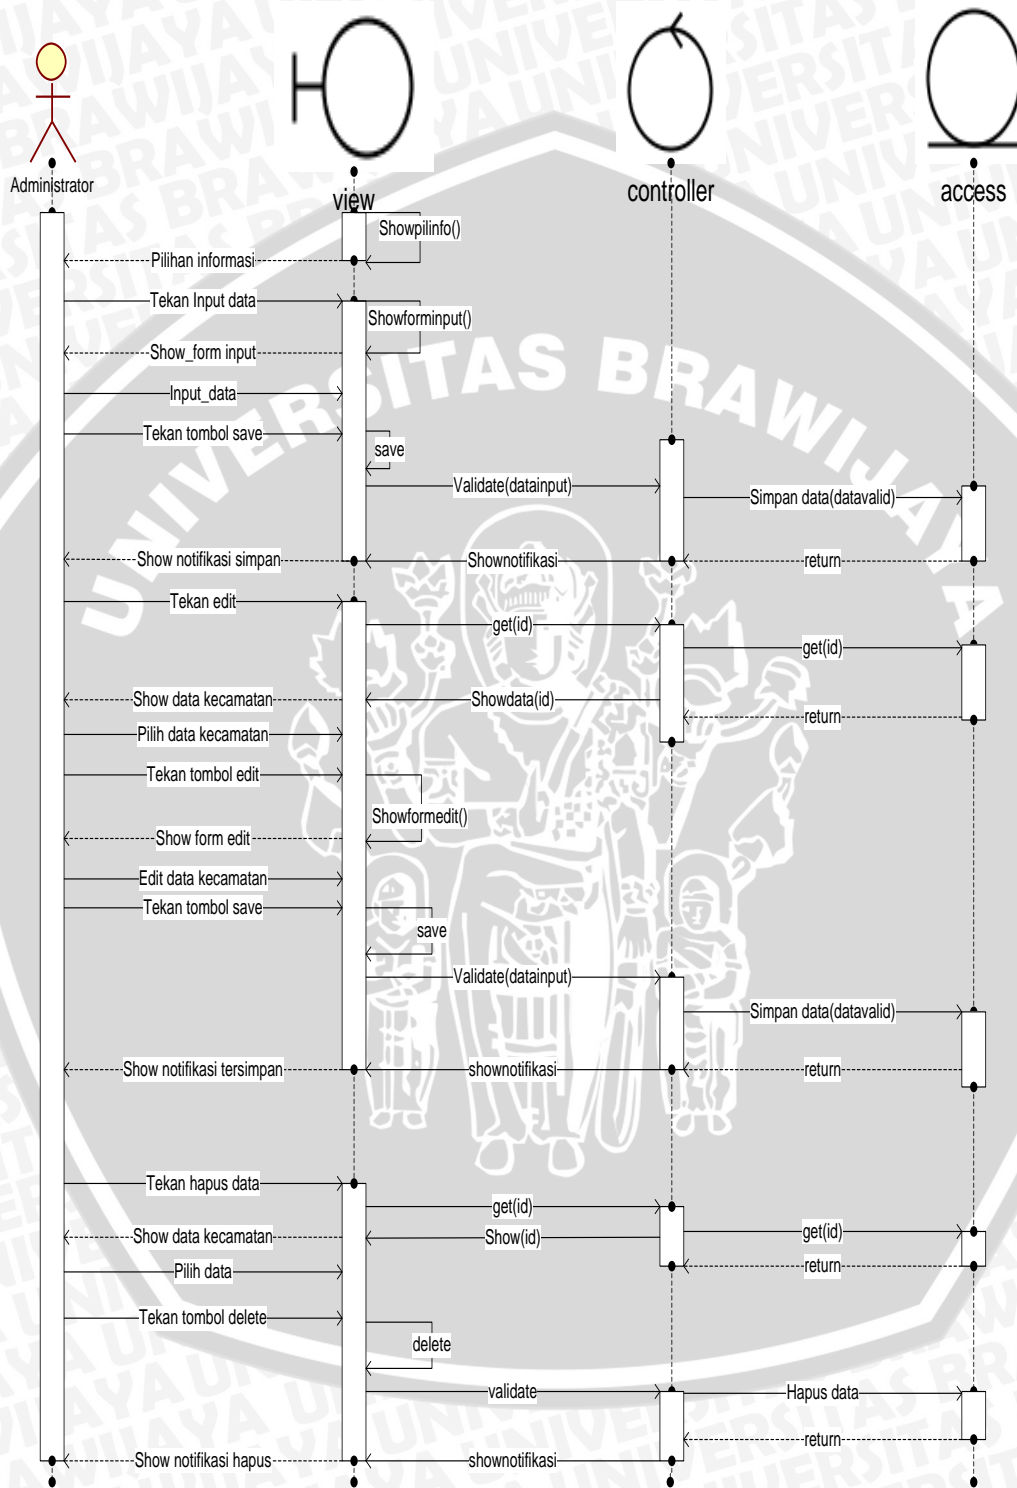 Administrator
view
controller
access
Showpilinfo()
Pilihan informasi
Tekan Input data
Showforminput()
Show_form input
Input_data
Tekan tombol save
save
Validate(datainput)
Simpan data(datavalid)
Show notifikasi simpan
Shownotifikasi
return
Tekan edit
get(id)
get(id)
Show data kecamatan
Showdata(id)
return
Pilih data kecamatan
Tekan tombol edit
Showformedit()
Show form edit
Edit data kecamatan
Tekan tombol save
save
Validate(datainput)
Simpan data(datavalid)
Show notifikasi tersimpan
shownotifikasi
return
Tekan hapus data
get(id)
get(id)
Show data kecamatan
Show(id)
return
Pilih data
Tekan tombol delete
delete
validate
Hapus data
return
Show notifikasi hapus
shownotifikasi
UNIVERSITAS BRAWIJAYA